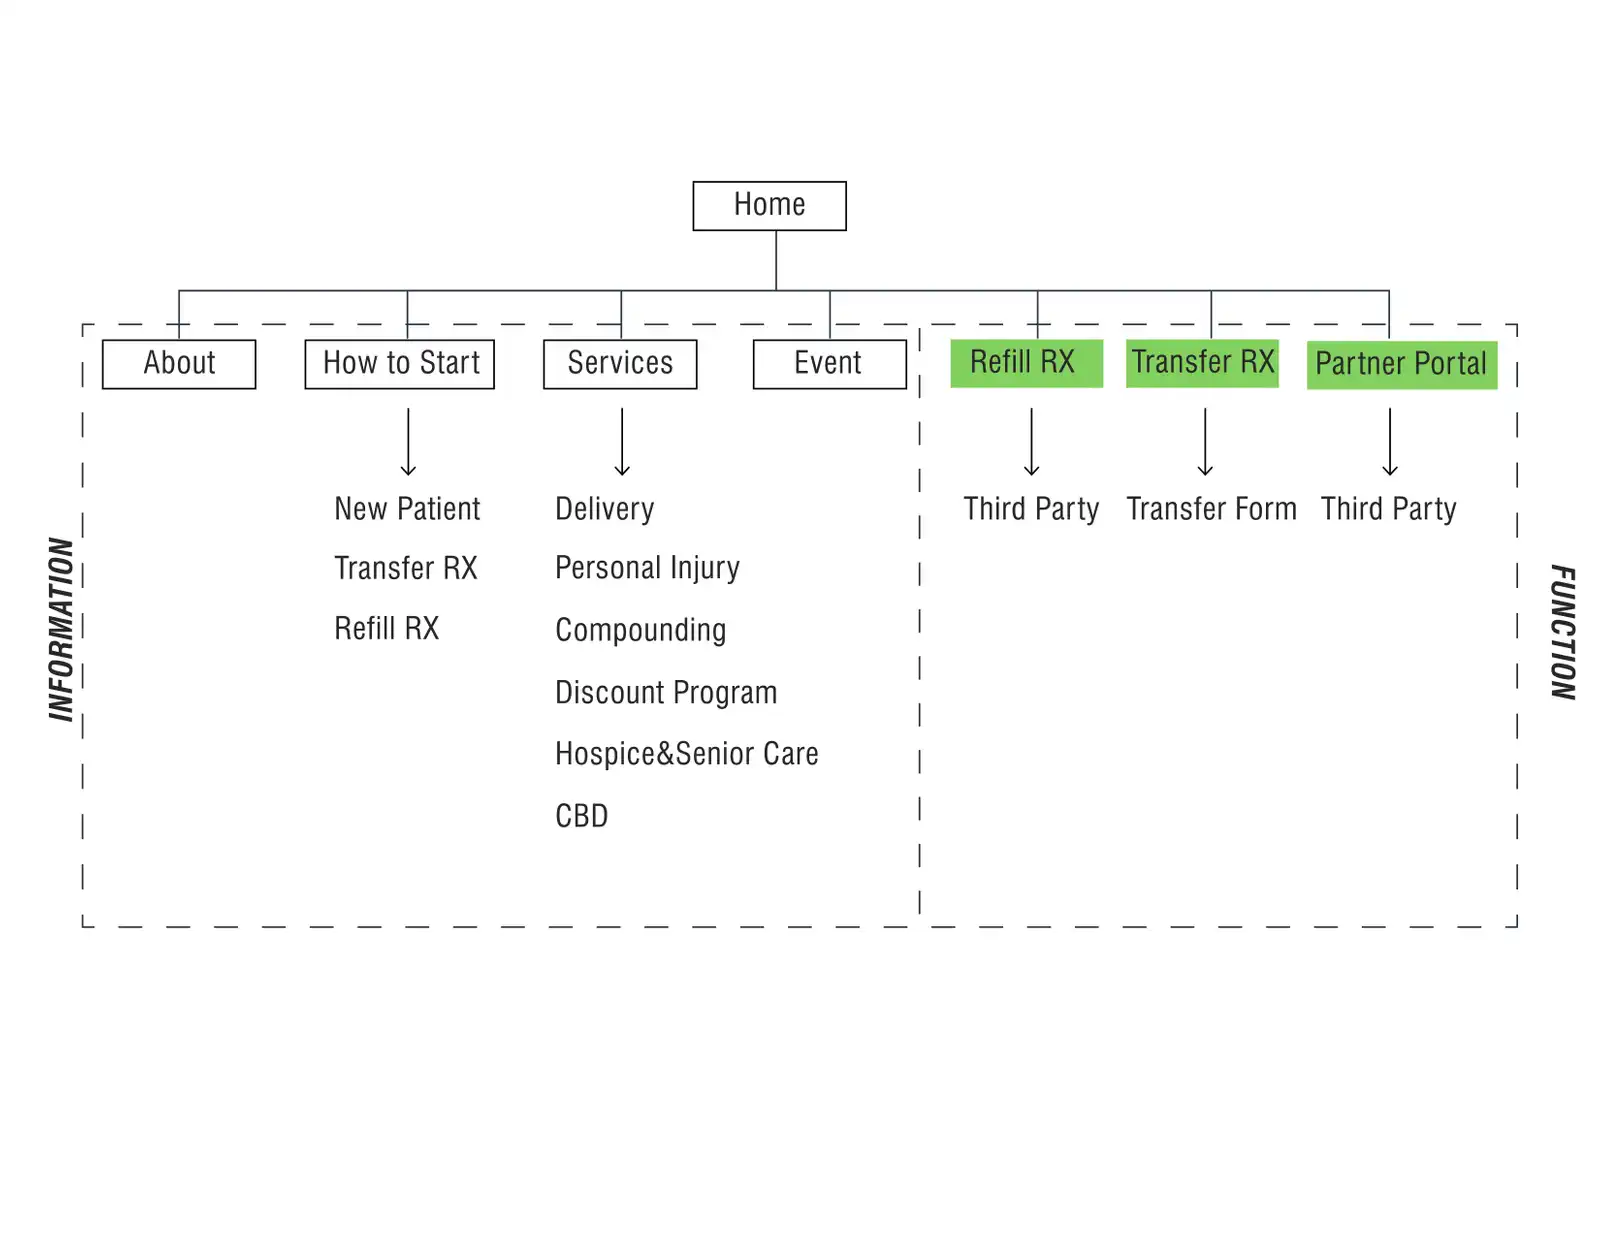 Home
About
How to Start
Services
Event
Refill RX
Transfer RX
Partner Portal
New Patient
Transfer RX
Refill RX
Delivery
Personal Injury
Compounding
Discount Program
Hospice&Senior Care
CBD
Third Party
Transfer Form
Third Party
INFORMATION
FUNCTION